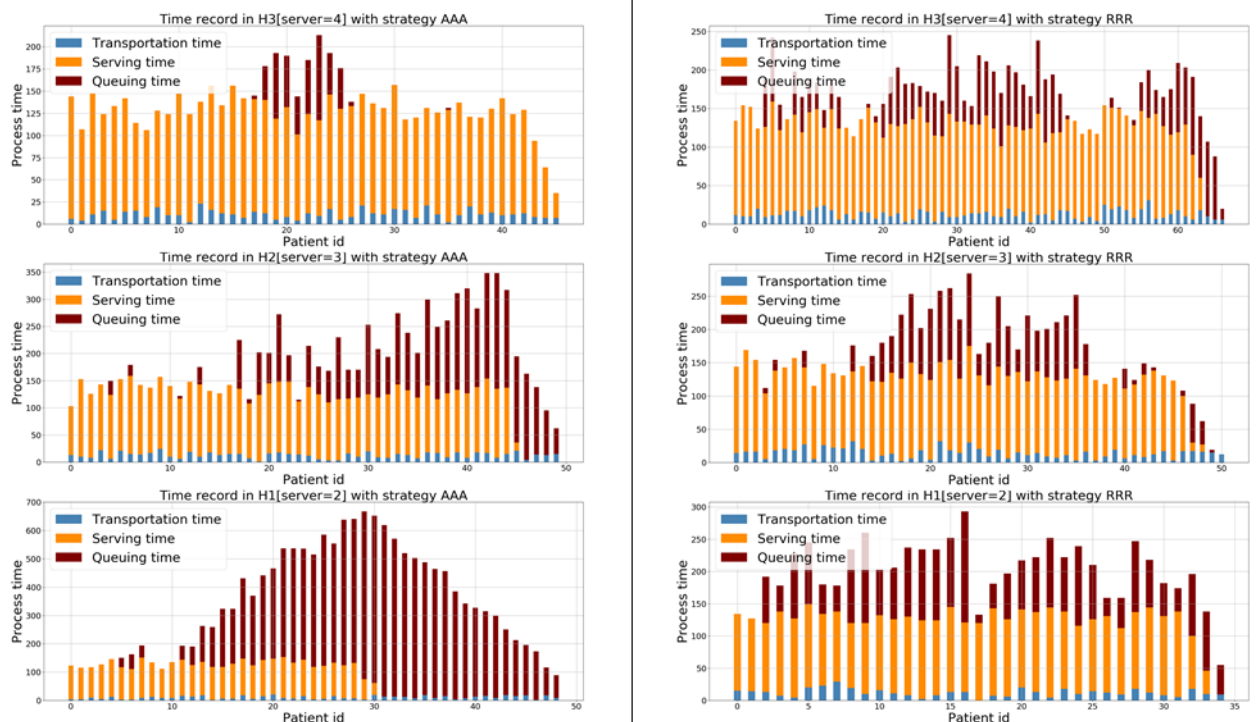 Time record in H3[server=4] with strategy AAA
Transportation time
Serving time
Queuing time
Process time
200
175
150
125
100
75
50
25
0
0 10 20 30 40
Patient id
Time record in H2[server=3] with strategy AAA
Transportation time
Serving time
Queuing time
Process time
350
300
250
200
150
100
50
0
0 10 20 30 40 50
Patient id
Time record in H1[server=2] with strategy AAA
Transportation time
Serving time
Queuing time
Process time
700
600
500
400
300
200
100
0
0 10 20 30 40 50
Patient id
Time record in H3[server=4] with strategy RRR
Transportation time
Serving time
Queuing time
Process time
250
200
150
100
50
0
0 10 20 30 40 50 60
Patient id
Time record in H2[server=3] with strategy RRR
Transportation time
Serving time
Queuing time
Process time
250
200
150
100
50
0
0 10 20 30 40 50
Patient id
Time record in H1[server=2] with strategy RRR
Transportation time
Serving time
Queuing time
Process time
300
250
200
150
100
50
0
0 5 10 15 20 25 30 35
Patient id